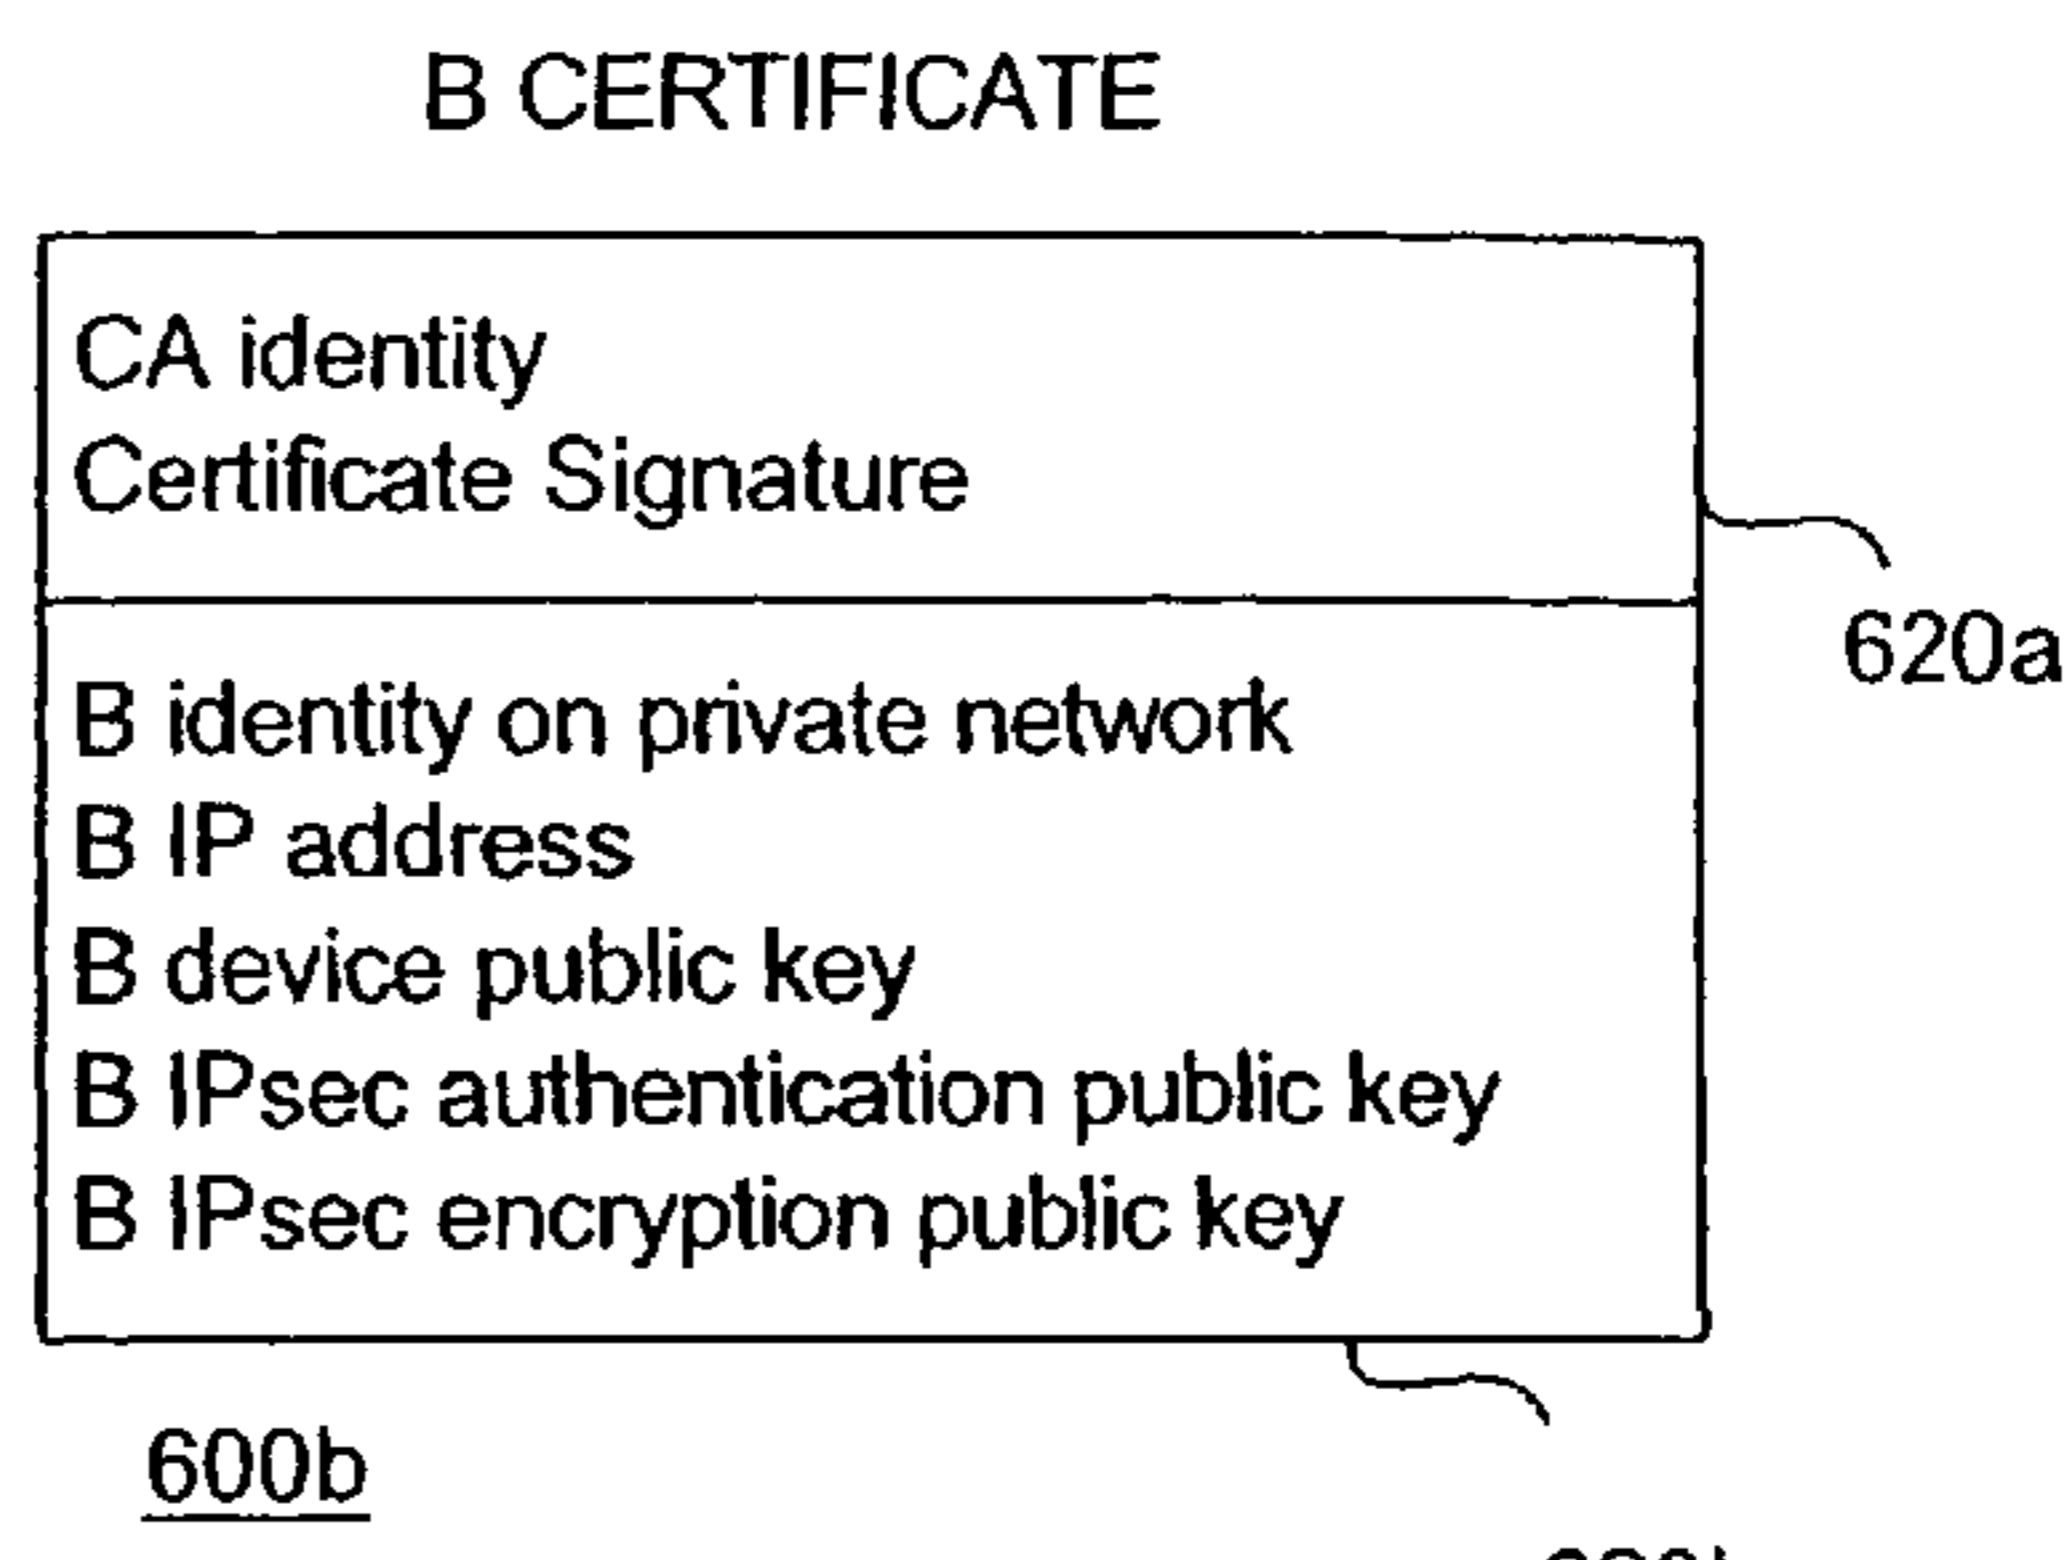 B CERTIFICATE
CA identity
Certificate Signature
620a
B identity on private network
B IP address
B device public key
B IPsec authentication public key
B IPsec encryption public key
600b